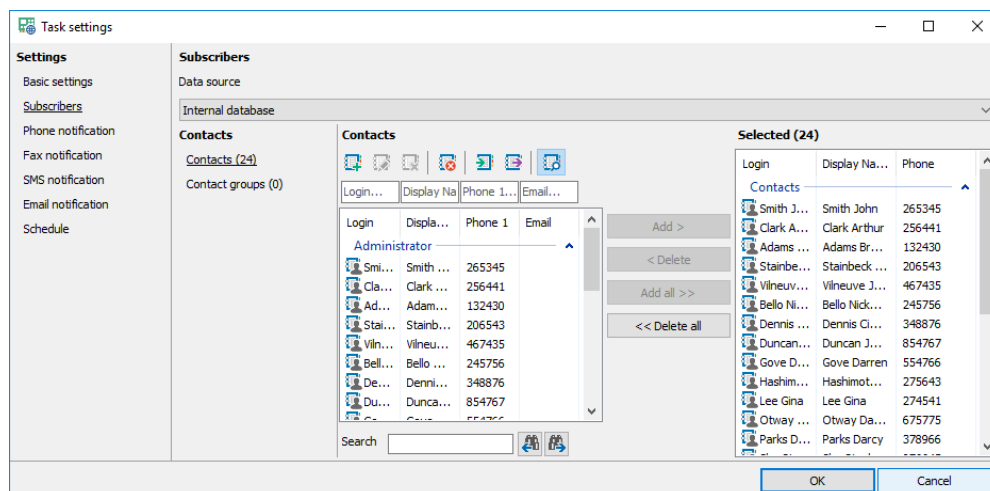 Task settings
Settings
Basic settings
Subscribers
Phone notification
Fax notification
SMS notification
Email notification
Schedule
Subscribers
Data source
Internal database
Contacts
Contacts (24)
Contact groups (0)
Contacts
Login... Display Na Phone 1... Email...
Login Displa... Phone 1 Email
Administrator
Smi... Smith ... 265345
Cla... Clark ... 256441
Ad... Adam... 132430
Stai... Stainb... 206543
Viln... Vilneu... 467435
Bell... Bello ... 245756
De... Denni... 348876
Du... Dunca... 854767
Search
Add >
< Delete
Add all >>
<< Delete all
Selected (24)
Login Display Na... Phone
Contacts
Smith J... Smith John 265345
Clark A... Clark Arthur 256441
Adams ... Adams Br... 132430
Stainbe... Stainbeck ... 206543
Vilneuv... Vilneuve J... 467435
Bello Ni... Bello Nick... 245756
Dennis ... Dennis Ci... 348876
Duncan... Duncan J... 854767
Gove D... Gove Darren 554766
Hashim... Hashimot... 275643
Lee Gina Lee Gina 274541
Otway ... Otway Da... 675775
Parks D... Parks Darcy 378966
OK
Cancel